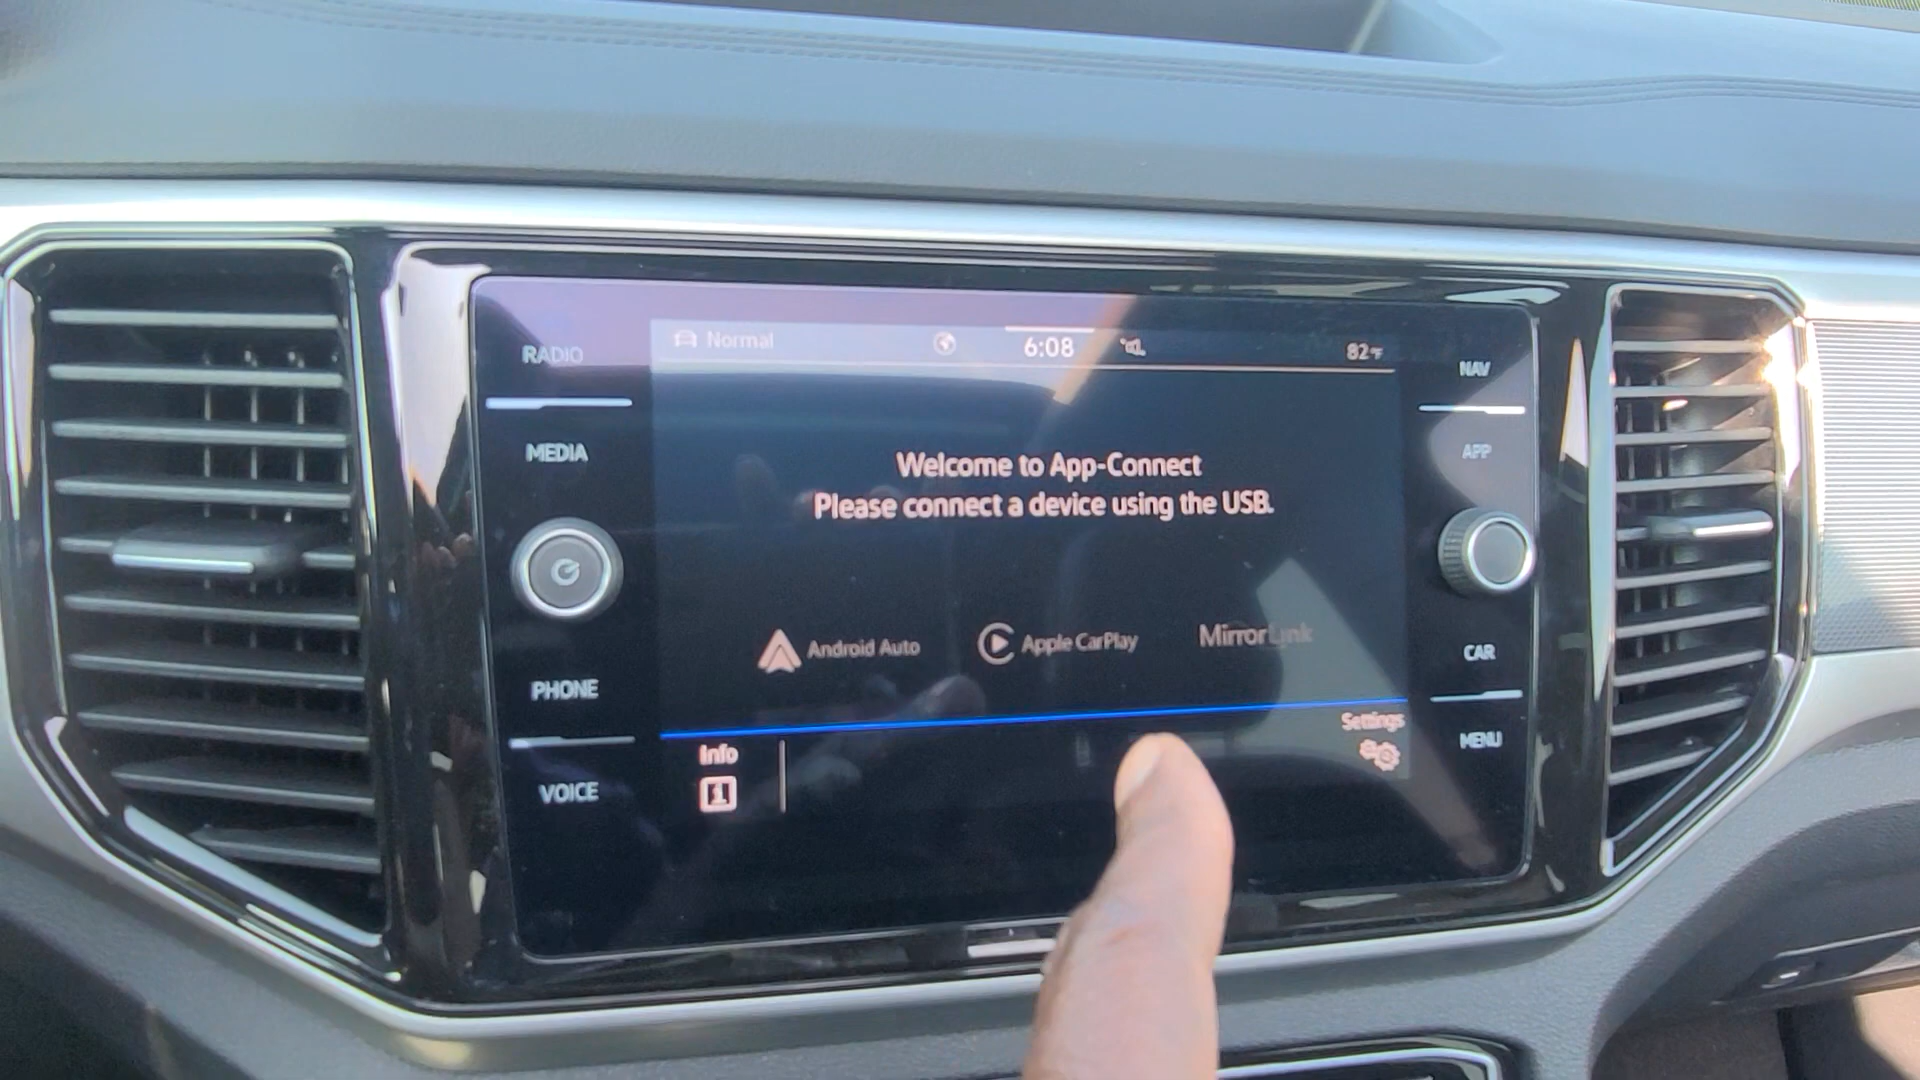 RADIO
MEDIA
PHONE
VOICE
Normal
6:08
82°F
Welcome to App-Connect
Please connect a device using the USB.
Android Auto
Apple CarPlay
MirrorLink
Info
Settings
NAV
APP
CAR
MENU